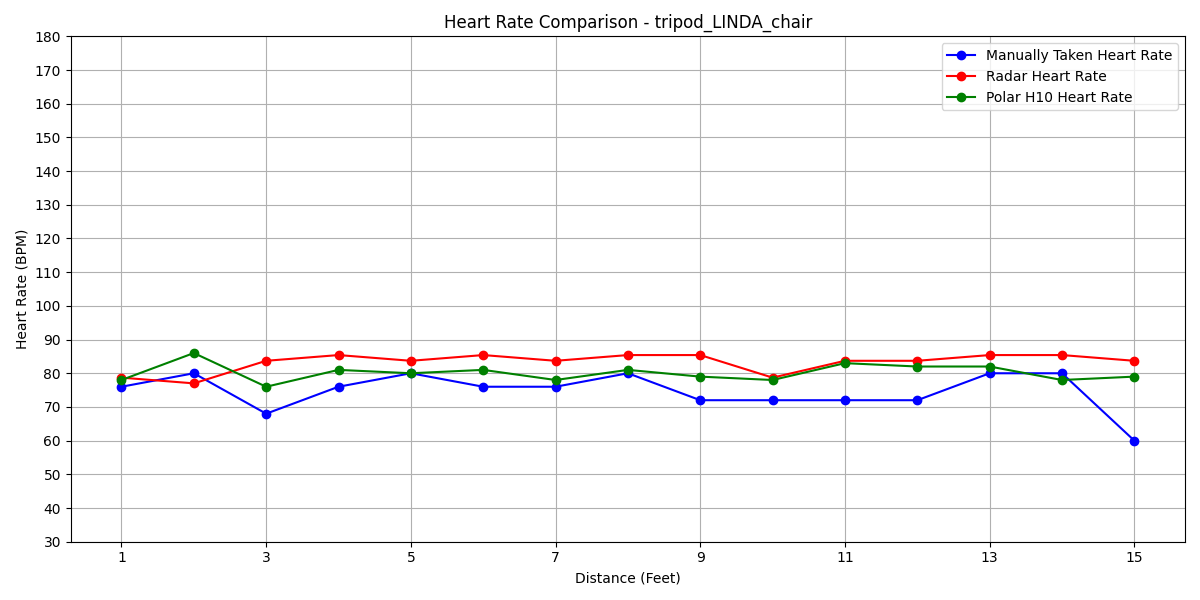 Heart Rate Comparison - tripod_LINDA_chair
Manually Taken Heart Rate
Radar Heart Rate
Polar H10 Heart Rate
Heart Rate (BPM)
180
170
160
150
140
130
120
110
100
90
80
70
60
50
40
30
1 3 5 7 9 11 13 15
Distance (Feet)